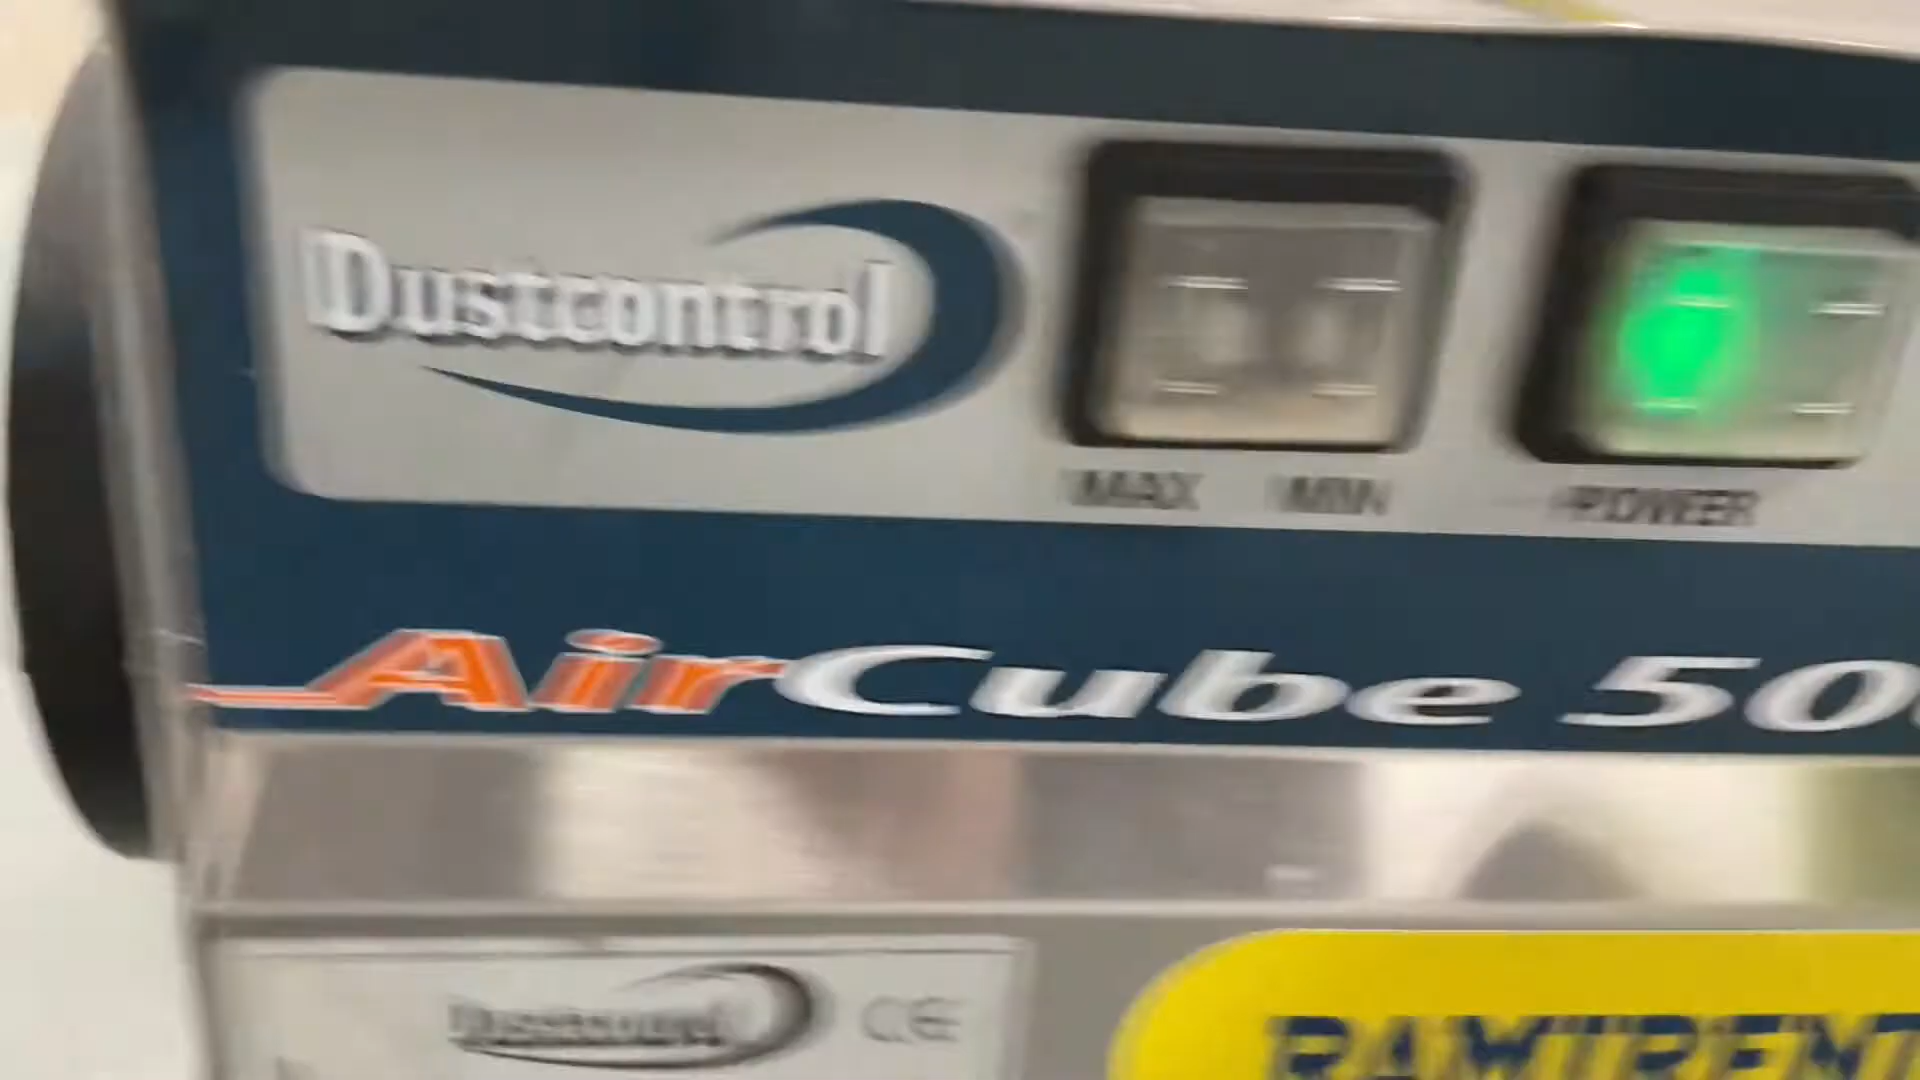 Dustcontrol
MAX MIN POWER
AirCube 50
Dustcontrol CE
RAMIRENT